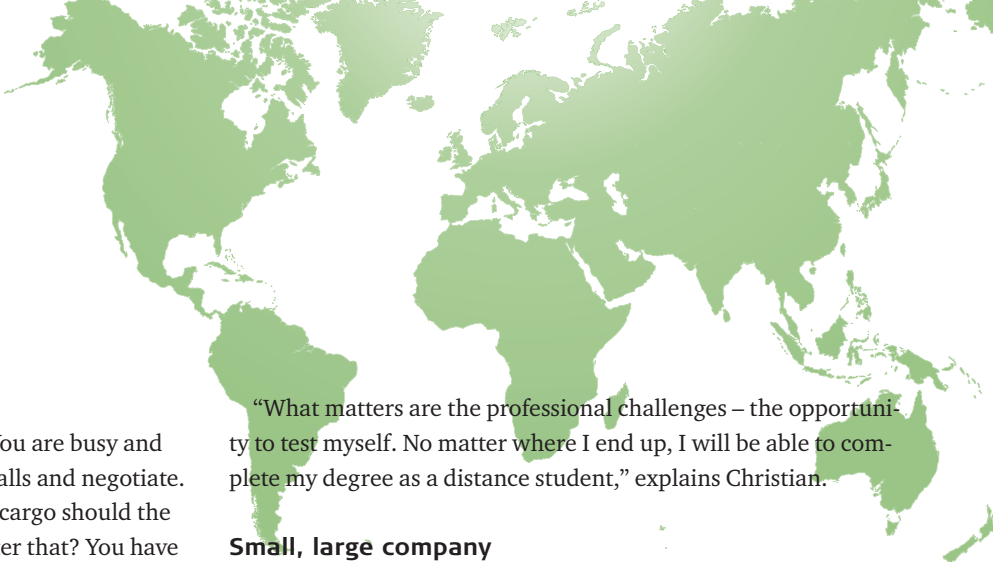 ou are busy and
alls and negotiate.
cargo should the
er that? You have
“What matters are the professional challenges – the opportuni-
ty to test myself. No matter where I end up, I will be able to com-
plete my degree as a distance student,” explains Christian.
Small, large company